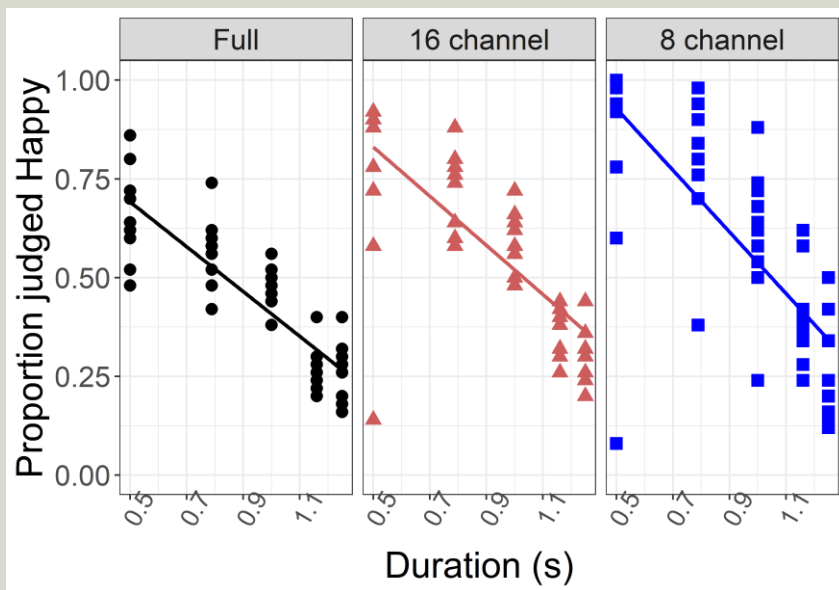 Full 16 channel 8 channel
Proportion judged Happy
1.00
0.75
0.50
0.25
0.00
0.5 0.7 0.9 1.1 0.5 0.7 0.9 1.1 0.5 0.7 0.9 1.1
Duration (s)